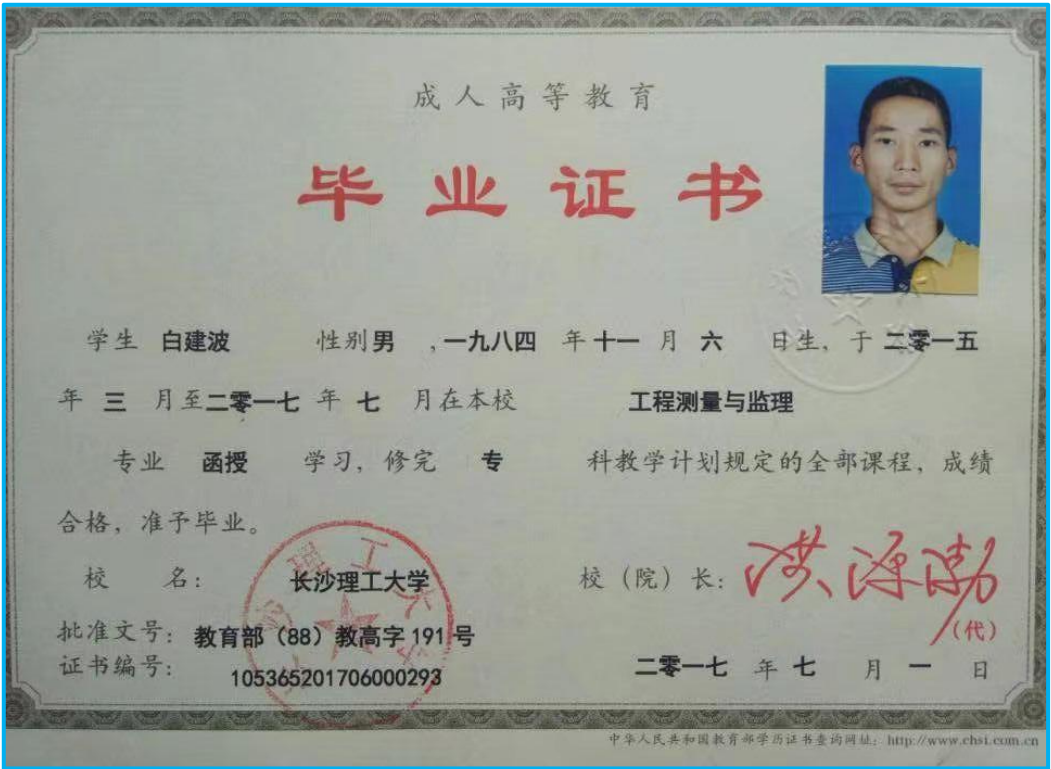 成人高等教育
毕业证书
学生 白建波 性别男 ,一九八四 年十一 月 六 日生, 于 二零一五
年 三 月至二零一七 年 七 月在本校 工程测量与监理
专业 函授 学习, 修完 专 科教学计划规定的全部课程, 成绩
合格, 准予毕业。
校 名: 长沙理工大学 校(院)长: 洪源渤
(代)
批准文号: 教育部(88)教高字 191 号
证书编号: 105365201706000293 二零一七 年 七 月 一 日
中华人民共和国教育部学历证书查询网址: http://www.chsi.com.cn